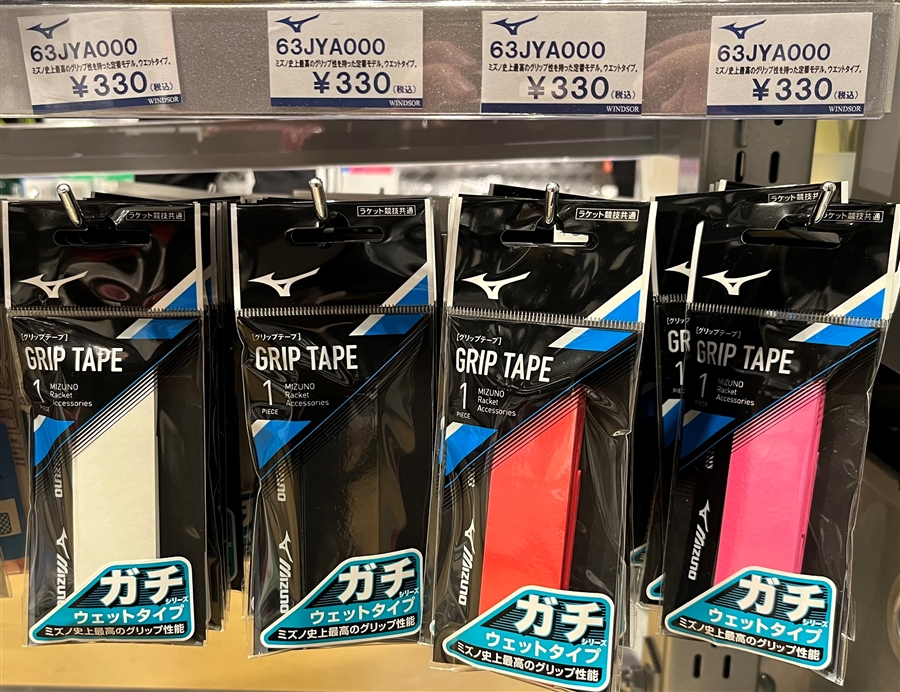 MIZUNO
63JYA000
ミズノ史上最高のグリップ性を持った定番モデル。ウエットタイプ。
¥330(税込)
WINDSOR
MIZUNO
63JYA000
ミズノ史上最高のグリップ性を持った定番モデル。ウエットタイプ。
¥330(税込)
WINDSOR
MIZUNO
63JYA000
ミズノ史上最高のグリップ性を持った定番モデル。ウエットタイプ。
¥330(税込)
WINDSOR
MIZUNO
63JYA000
ミズノ史上最高のグリップ性を持った定番モデル。ウエットタイプ。
¥330(税込)
WINDSOR
ラケット競技共通
[グリップテープ]
GRIP TAPE
1
PIECE
MIZUNO
Racket
Accessories
MIZUNO
MIZUNO
ガチ
シリーズ
ウェットタイプ
ミズノ史上最高のグリップ性能
ラケット競技共通
[グリップテープ]
GRIP TAPE
1
PIECE
MIZUNO
Racket
Accessories
MIZUNO
MIZUNO
ガチ
シリーズ
ウェットタイプ
ミズノ史上最高のグリップ性能
ラケット競技共通
[グリップテープ]
GRIP TAPE
1
PIECE
MIZUNO
Racket
Accessories
MIZUNO
ガチ
シリーズ
ウェットタイプ
ミズノ史上最高のグリップ性能
ラケット競技共通
[グリップテープ]
GRIP TAPE
1
PIECE
MIZUNO
Racket
Accessories
MIZUNO
ガチ
シリーズ
ウェットタイプ
ミズノ史上最高のグリップ性能